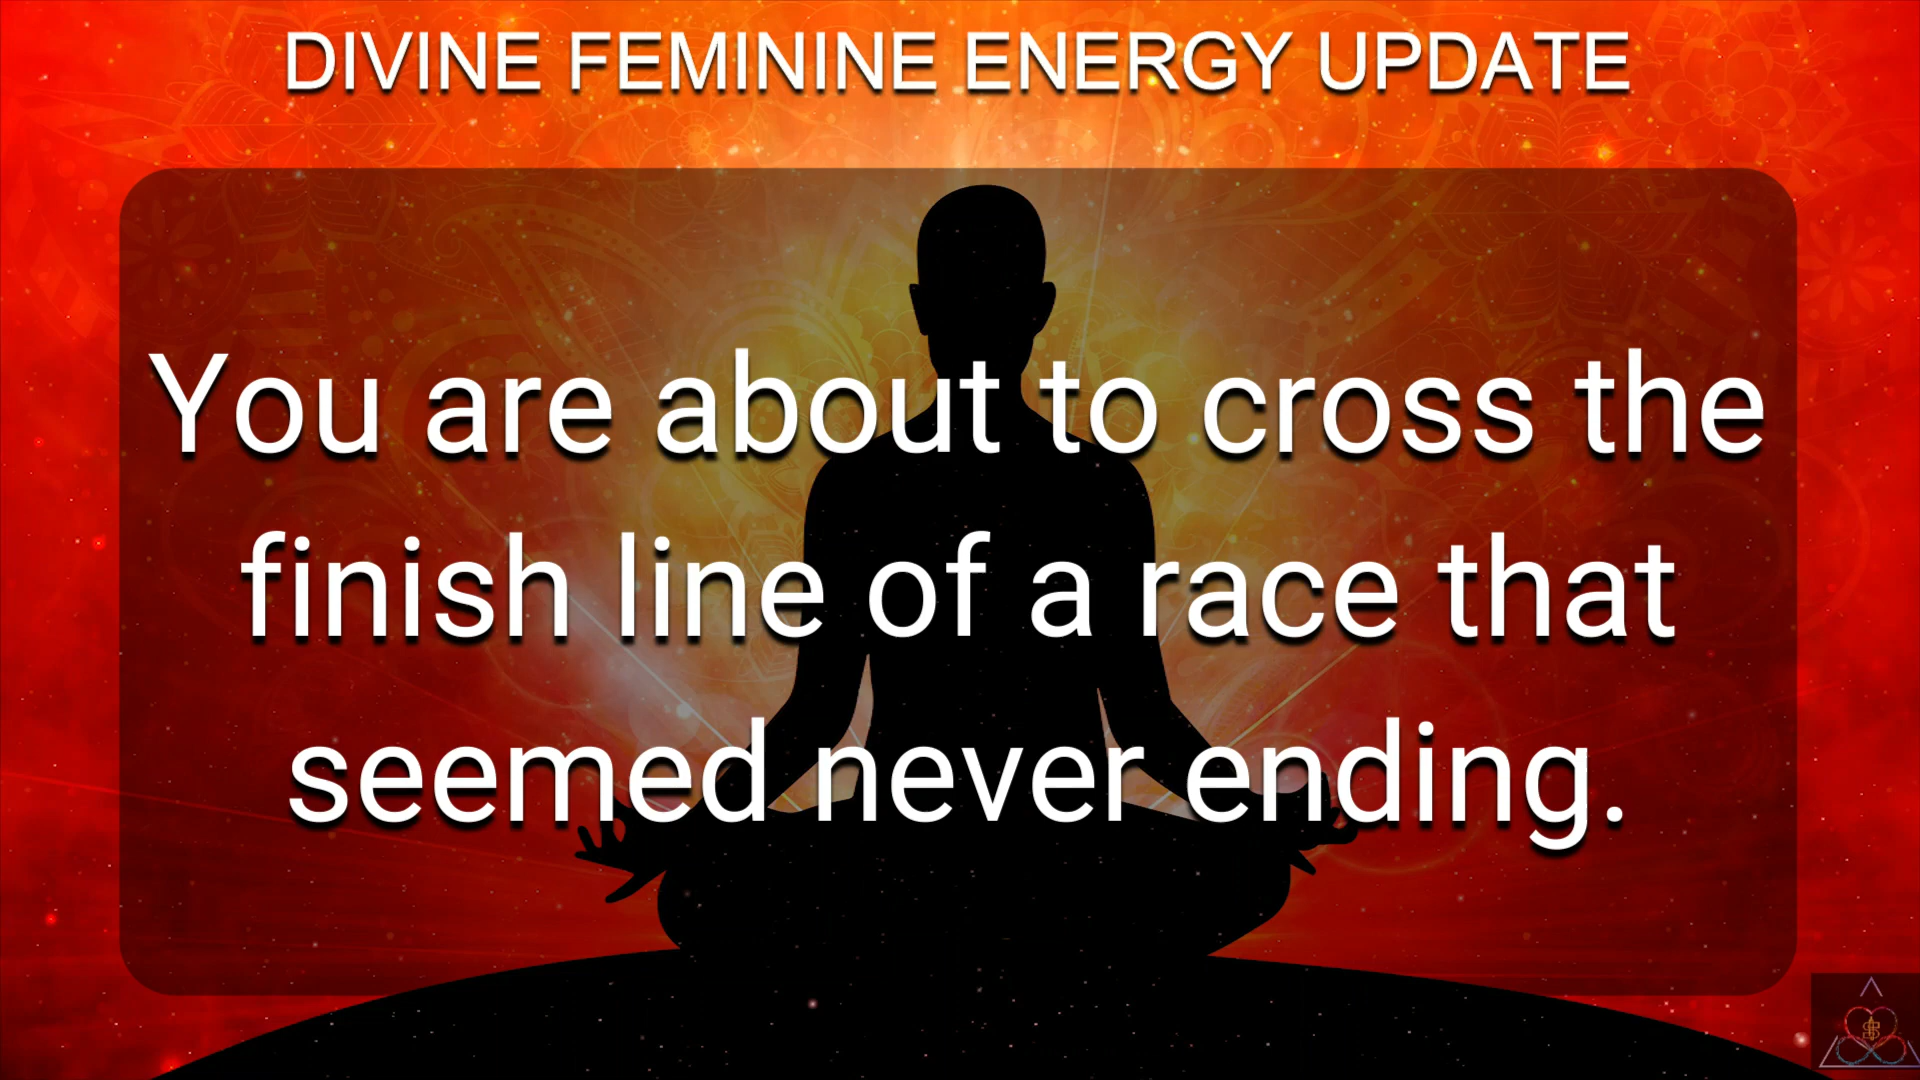 DIVINE FEMININE ENERGY UPDATE
You are about to cross the
finish line of a race that
seemed never ending.